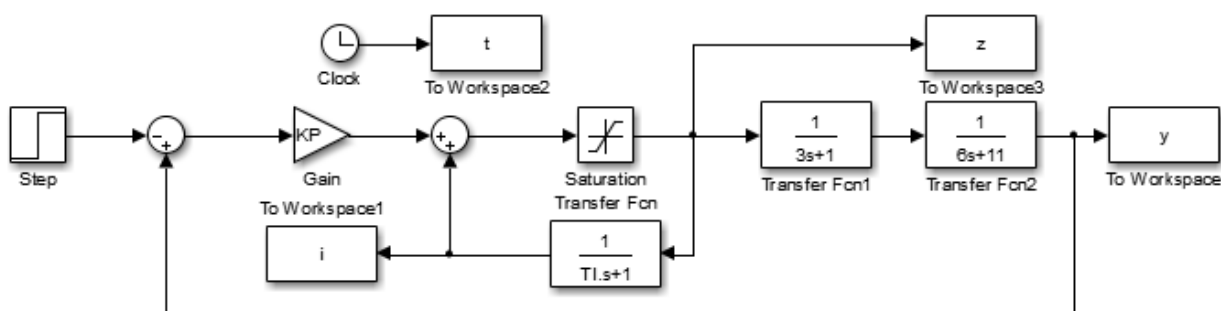 t
z
Clock
To Workspace2
To Workspace3
- +
KP
+ +
1
3s+1
1
6s+11
y
Step
Gain
Saturation
Transfer Fcn1
Transfer Fcn2
To Workspace
To Workspace1
Transfer Fcn
i
1
TI.s+1